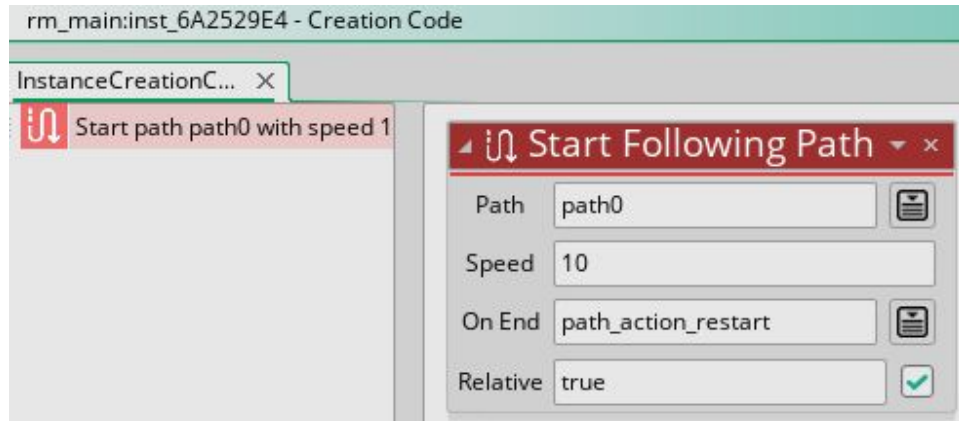 rm_main:inst_6A2529E4 - Creation Code
InstanceCreationC...
Start path path0 with speed 1
Start Following Path
Path path0
Speed 10
On End path_action_restart
Relative true